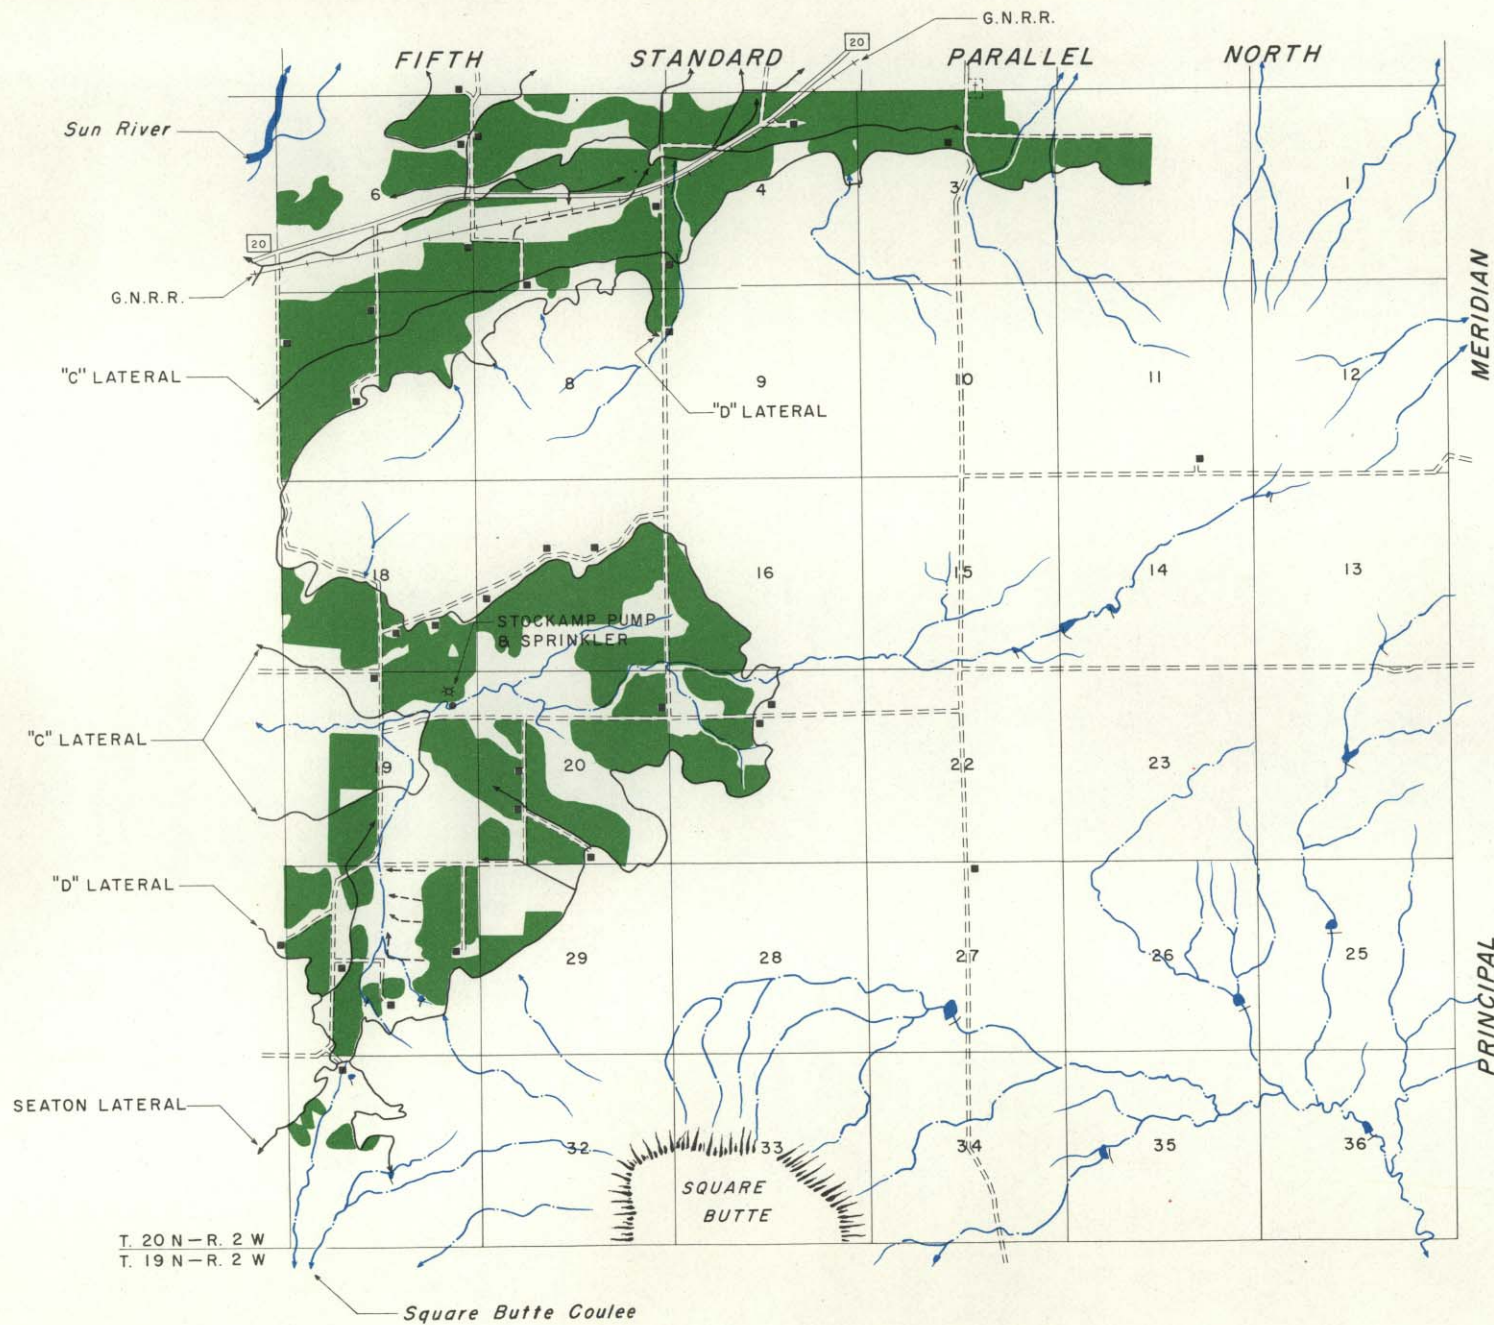 G.N.R.R.
20
FIFTH STANDARD PARALLEL NORTH
Sun River
6
4
3
1
20
G.N.R.R.
MERIDIAN
"C" LATERAL
8
9
10
11
12
"D" LATERAL
18
16
15
14
13
STOCKAMP PUMP
& SPRINKLER
"C" LATERAL
19
20
22
23
"D" LATERAL
29
28
27
26
25
PRINCIPAL
SEATON LATERAL
32
33
34
35
36
SQUARE
BUTTE
T. 20 N — R. 2 W
T. 19 N — R. 2 W
Square Butte Coulee